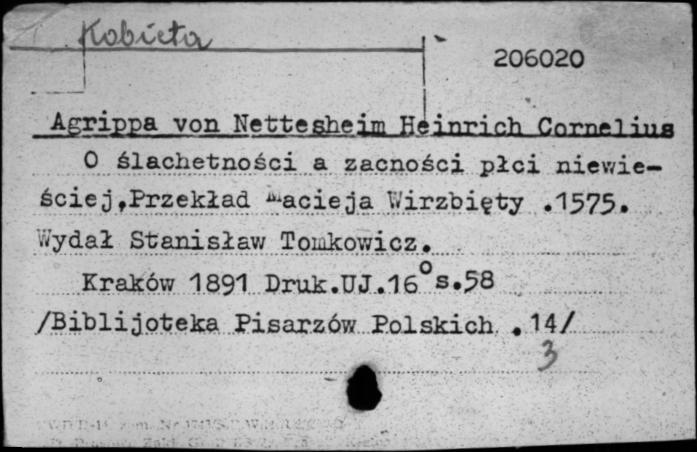 Kobieta
206020
Agrippa von Nettesheim Heinrich Cornelius
O ślachetności a zacności płci niewie-
ściej,Przekład Macieja Wirzbięty .1575.
Wydał Stanisław Tomkowicz.
Kraków 1891 Druk.UJ.16° s.58
/Biblijoteka Pisarzów Polskich .14/
3